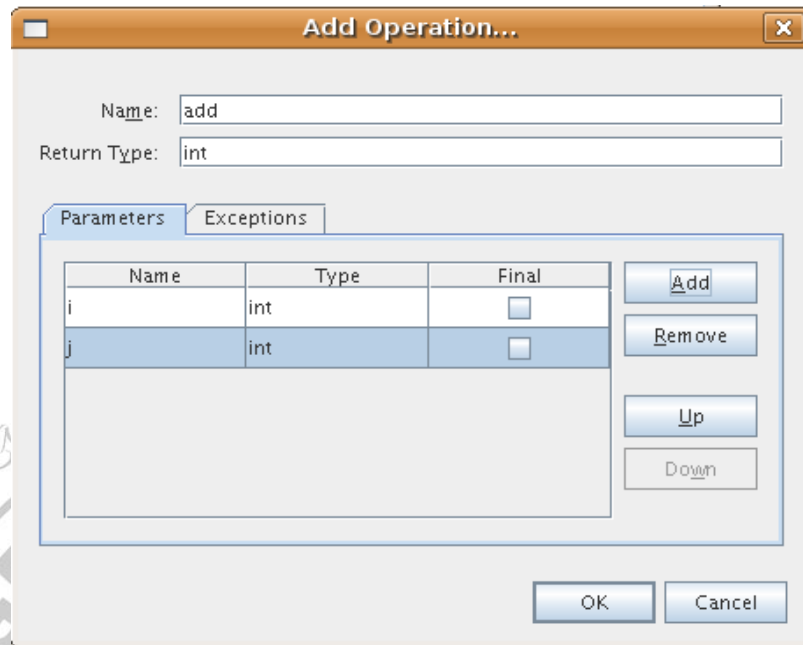 Add Operation...
Name: add
Return Type: int
Parameters Exceptions
Name Type Final
i int
j int
Add
Remove
Up
Down
OK Cancel